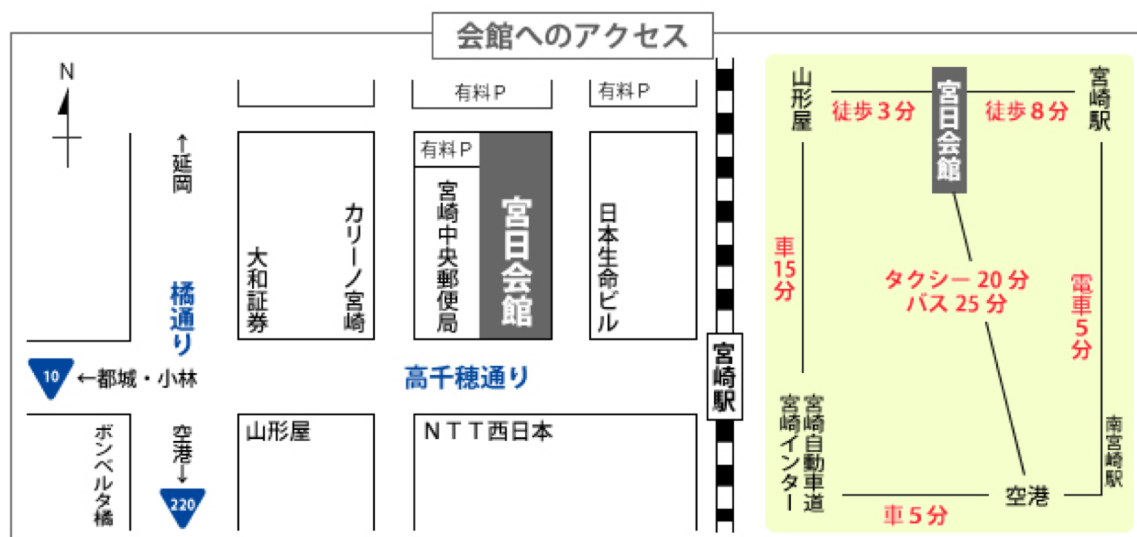 会館へのアクセス
N
有料P
有料P
↑延岡
有料P
大和証券
カリーノ宮崎
宮崎中央郵便局
宮日会館
日本生命ビル
橘通り
10
←都城・小林
高千穂通り
宮崎駅
ボンベルタ橘
空港↓
220
山形屋
NTT西日本
山形屋
徒歩3分
宮日会館
徒歩8分
宮崎駅
車15分
タクシー20分
バス25分
電車5分
宮崎自動車道
宮崎インター
南宮崎駅
空港
車5分